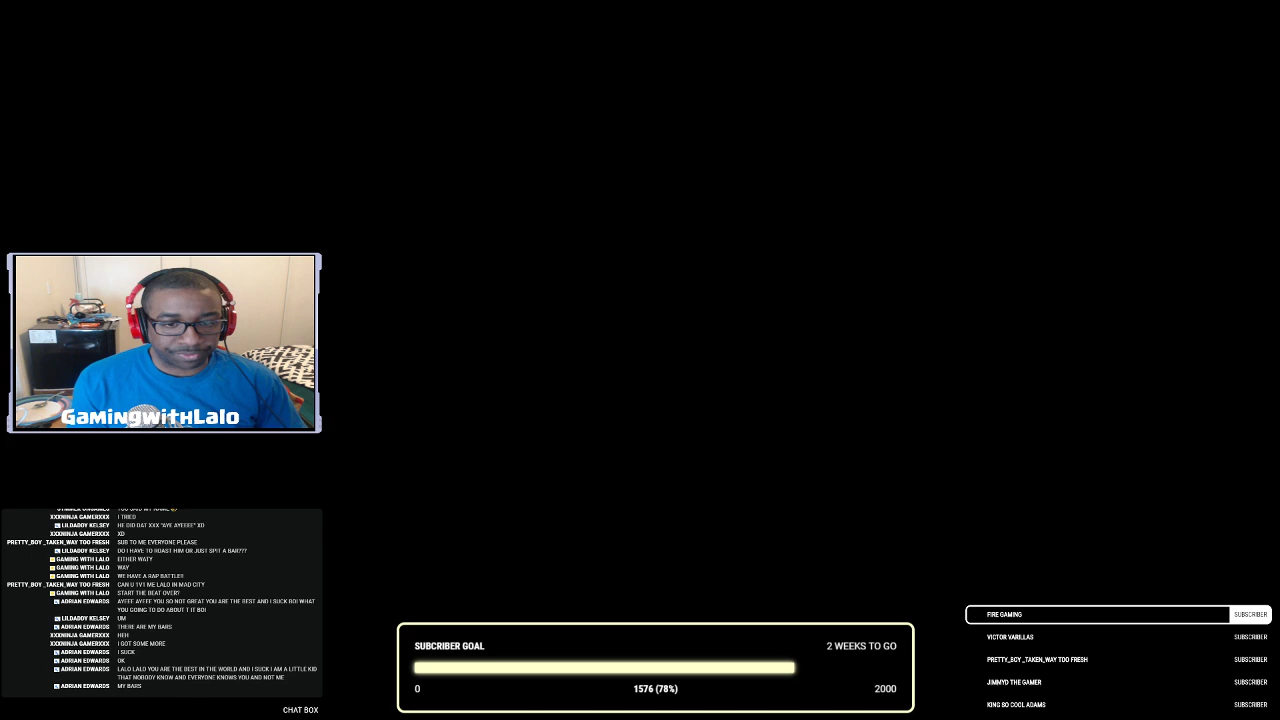 GAMiNGWiTHLALO
XXXNINJA GAMERXXX I TRIED
LILDADDY KELSEY HE DID DAT XXX "AYE AYEEEE" XD
XXXNINJA GAMERXXX XD
PRETTY_BOY _TAKEN_WAY TOO FRESH SUB TO ME EVERYONE PLEASE
LILDADDY KELSEY DO I HAVE TO ROAST HIM OR JUST SPIT A BAR???
GAMING WITH LALO EITHER WATY
GAMING WITH LALO WAY
GAMING WITH LALO WE HAVE A RAP BATTLE!!
PRETTY_BOY _TAKEN_WAY TOO FRESH CAN U 1V1 ME LALO IN MAD CITY
GAMING WITH LALO START THE BEAT OVER?
ADRIAN EDWARDS AYEEE AYEEE YOU SO NOT GREAT YOU ARE THE BEST AND I SUCK BOI WHAT
YOU GOING TO DO ABOUT T IT BOI
LILDADDY KELSEY UM
ADRIAN EDWARDS THERE ARE MY BARS
XXXNINJA GAMERXXX HEH
XXXNINJA GAMERXXX I GOT SOME MORE
ADRIAN EDWARDS I SUCK
ADRIAN EDWARDS OK
ADRIAN EDWARDS LALO LALO YOU ARE THE BEST IN THE WORLD AND I SUCK I AM A LITTLE KID
THAT NOBODY KNOW AND EVERYONE KNOWS YOU AND NOT ME
ADRIAN EDWARDS MY BARS
CHAT BOX
SUBCRIBER GOAL 2 WEEKS TO GO
0 1576 (78%) 2000
FIRE GAMING SUBSCRIBER
VICTOR VARILLAS SUBSCRIBER
PRETTY_BOY _TAKEN_WAY TOO FRESH SUBSCRIBER
JIMMYD THE GAMER SUBSCRIBER
KING SO COOL ADAMS SUBSCRIBER